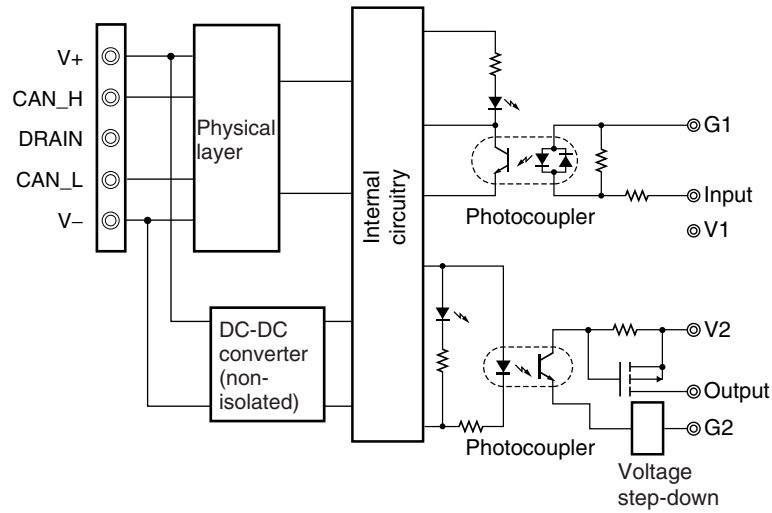 V+
CAN_H
DRAIN
CAN_L
V–
Physical
layer
DC-DC
converter
(non-
isolated)
Internal
circuitry
Photocoupler
G1
Input
V1
Photocoupler
V2
Output
G2
Voltage
step-down